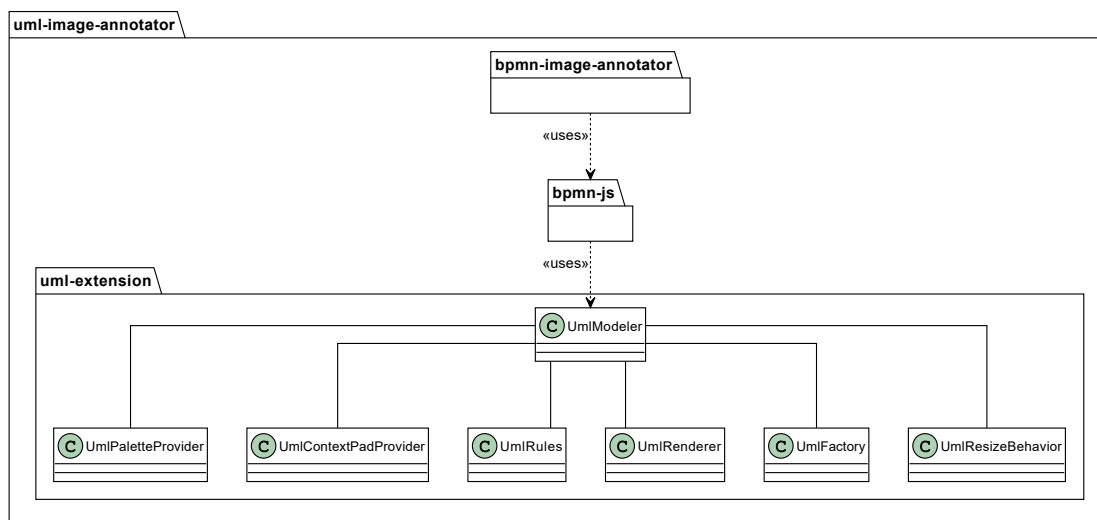 uml-image-annotator
bpmn-image-annotator
«uses»
bpmn-js
«uses»
uml-extension
C UmlModeler
C UmlPaletteProvider
C UmlContextPadProvider
C UmlRules
C UmlRenderer
C UmlFactory
C UmlResizeBehavior